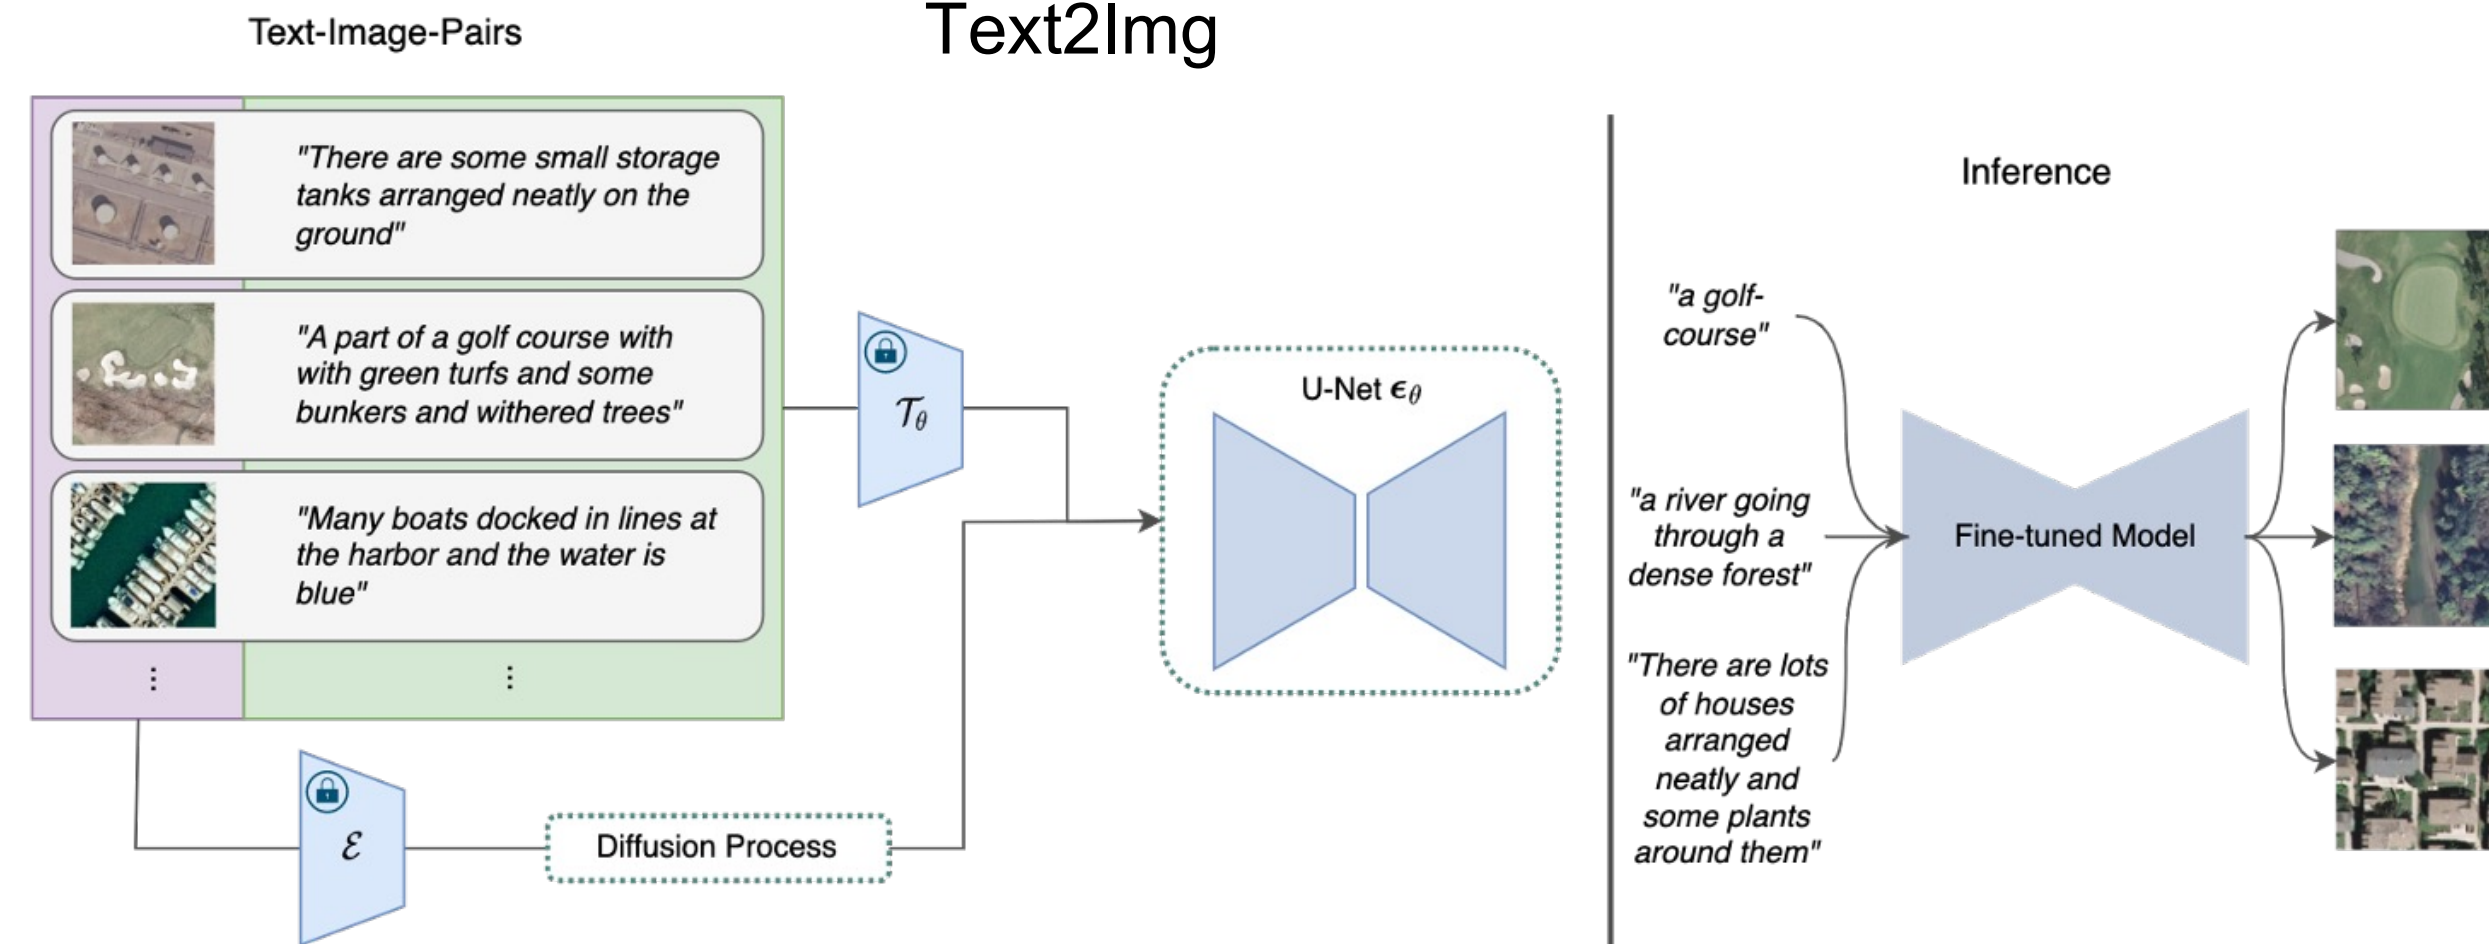 Text2Img
Text-Image-Pairs
"There are some small storage
tanks arranged neatly on the
ground"
"A part of a golf course with
with green turfs and some
bunkers and withered trees"
"Many boats docked in lines at
the harbor and the water is
blue"
⋮
⋮
𝒯θ
ℰ
Diffusion Process
U-Net ϵθ
Inference
"a golf-
course"
"a river going
through a
dense forest"
"There are lots
of houses
arranged
neatly and
some plants
around them"
Fine-tuned Model